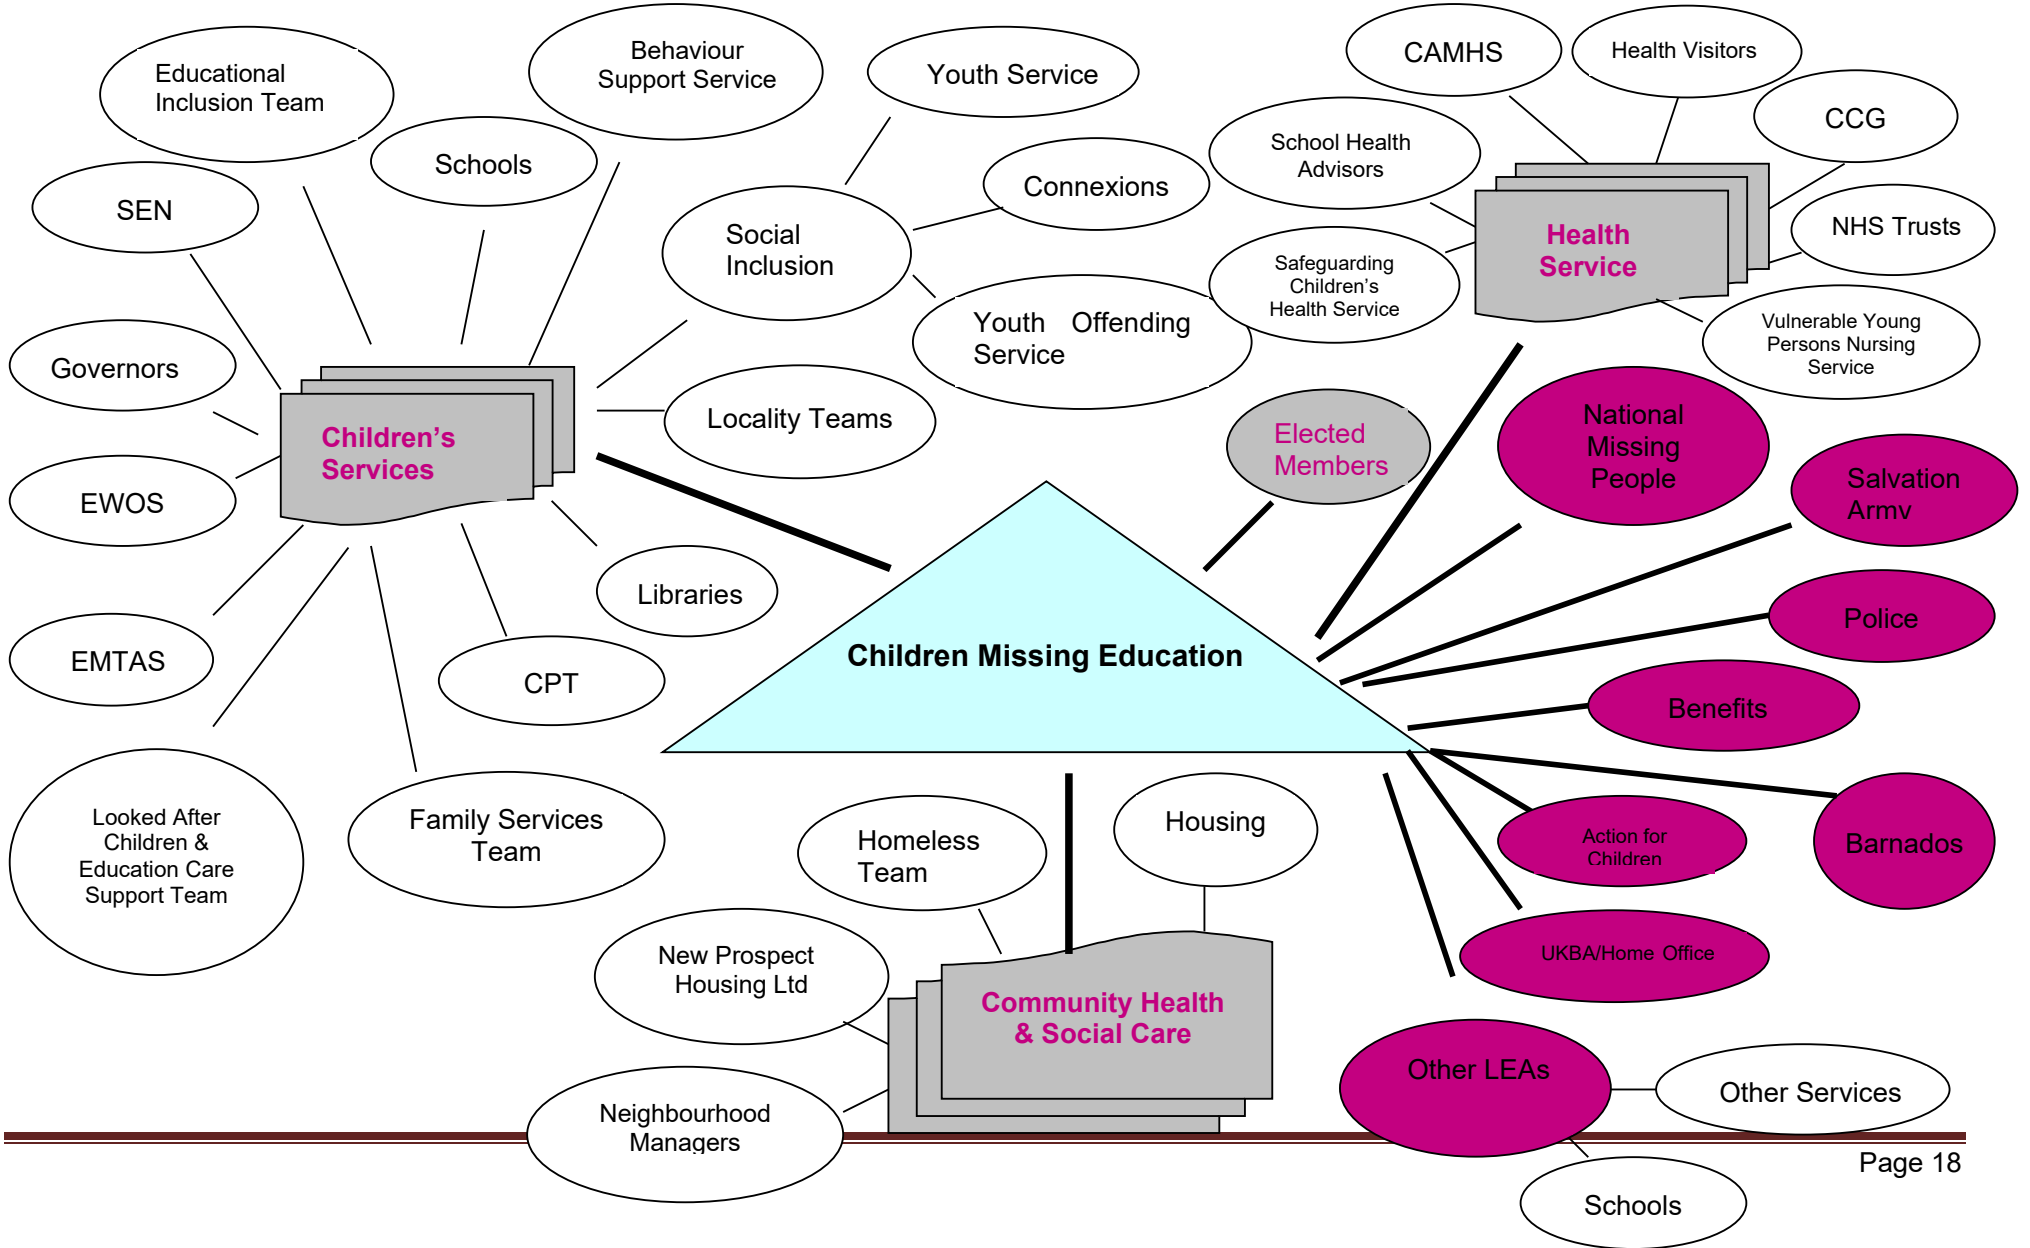 Educational
Inclusion Team
Behaviour
Support Service
Youth Service
CAMHS
Health Visitors
CCG
Schools
School Health
Advisors
Connexions
SEN
Social
Inclusion
Health
Service
NHS Trusts
Safeguarding
Children’s
Health Service
Youth Offending
Service
Vulnerable Young
Persons Nursing
Service
Governors
Locality Teams
Children’s
Services
Elected
Members
National
Missing
People
Salvation
Army
EWOS
Libraries
Police
EMTAS
CPT
Children Missing Education
Benefits
Looked After
Children &
Education Care
Support Team
Family Services
Team
Homeless
Team
Housing
Action for
Children
Barnados
New Prospect
Housing Ltd
UKBA/Home Office
Community Health
& Social Care
Other LEAs
Other Services
Neighbourhood
Managers
Page 18
Schools